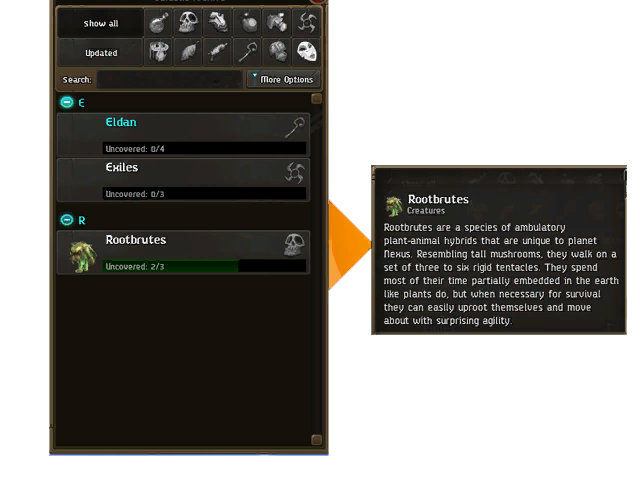 Show all
Updated
Search:
More Options
E
Eldan
Uncovered: 0/4
Exiles
Uncovered: 0/3
R
Rootbrutes
Uncovered: 2/3
Rootbrutes
Creatures
Rootbrutes are a species of ambulatory
plant-animal hybrids that are unique to planet
Nexus. Resembling tall mushrooms, they walk on a
set of three to six rigid tentacles. They spend
most of their time partially embedded in the earth
like plants do, but when necessary for survival
they can easily uproot themselves and move
about with surprising agility.